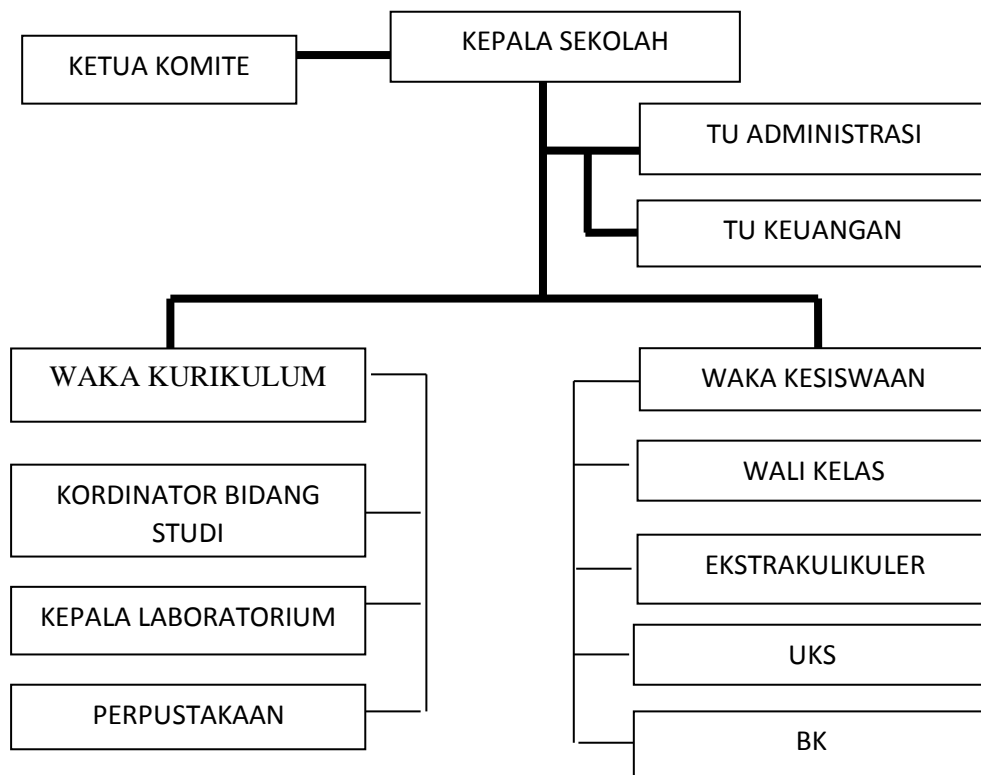 KEPALA SEKOLAH
KETUA KOMITE
TU ADMINISTRASI
TU KEUANGAN
WAKA KURIKULUM
KORDINATOR BIDANG
STUDI
KEPALA LABORATORIUM
PERPUSTAKAAN
WAKA KESISWAAN
WALI KELAS
EKSTRAKULIKULER
UKS
BK